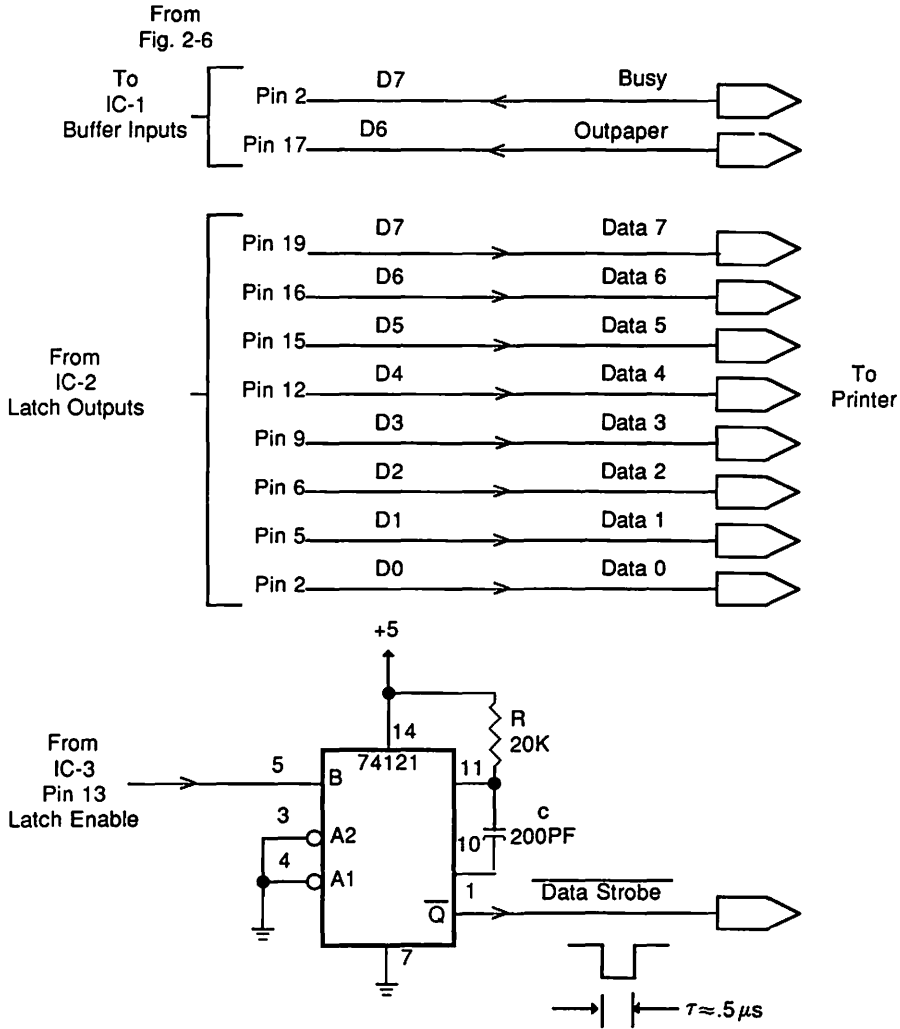 From
Fig. 2-6
To
IC-1
Buffer Inputs
Pin 2 D7 Busy
Pin 17 D6 Outpaper
From
IC-2
Latch Outputs
Pin 19 D7 Data 7
Pin 16 D6 Data 6
Pin 15 D5 Data 5
Pin 12 D4 Data 4
Pin 9 D3 Data 3
Pin 6 D2 Data 2
Pin 5 D1 Data 1
Pin 2 D0 Data 0
To
Printer
+5
14
R
20K
74121
11
From
IC-3
Pin 13
Latch Enable
5 B
c
200PF
10
3 A2
4 A1
1
Q
Data Strobe
7
τ≈.5μs